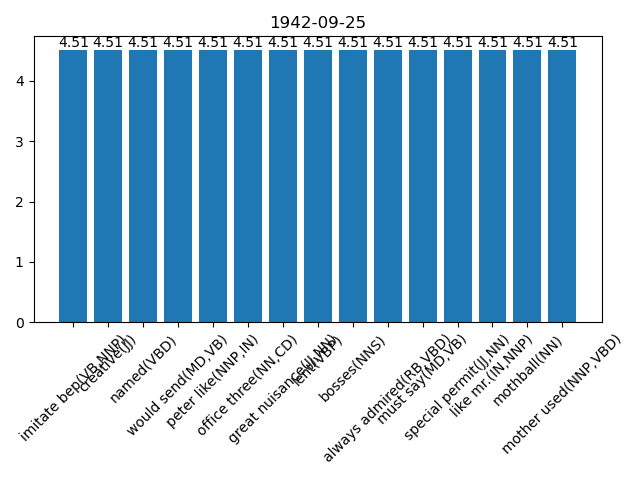 1942-09-25
4.51 4.51 4.51 4.51 4.51 4.51 4.51 4.51 4.51 4.51 4.51 4.51 4.51 4.51 4.51
4
3
2
1
0
imitate bep(VB,NNP)
creative(JJ)
named(VBD)
would send(MD,VB)
peter like(NNP,IN)
office three(NN,CD)
great nuisance(JJ,NN)
lent(VBP)
bosses(NNS)
always admired(RB,VBD)
must say(MD,VB)
special permit(JJ,NN)
like mr.(IN,NNP)
mothball(NN)
mother used(NNP,VBD)